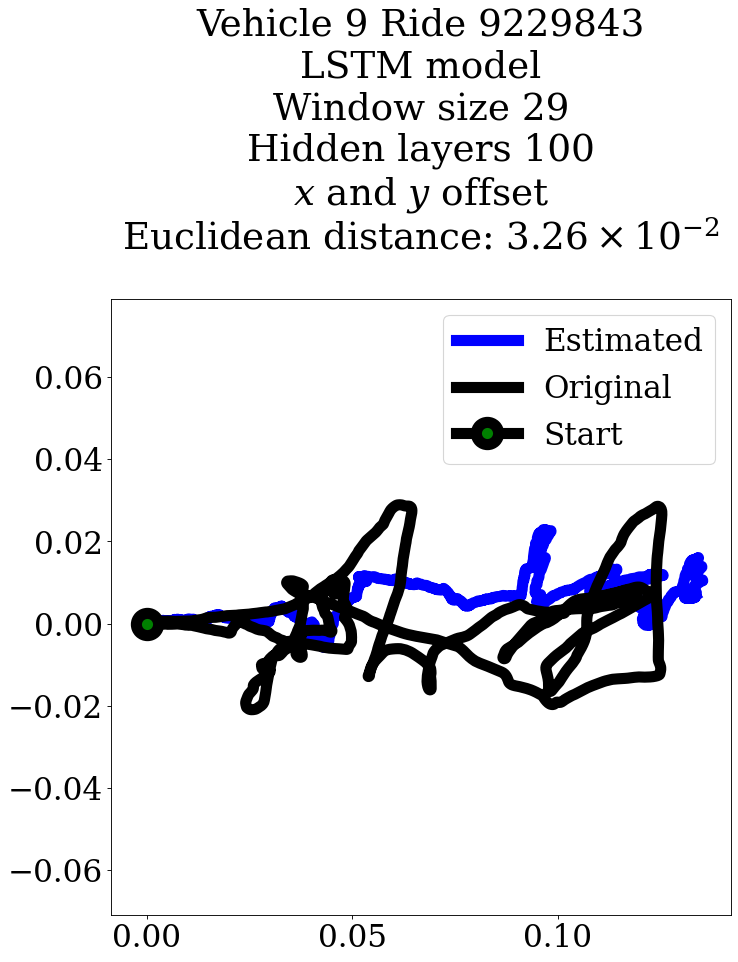 Vehicle 9 Ride 9229843
LSTM model
Window size 29
Hidden layers 100
x and y offset
Euclidean distance: 3.26 × 10⁻²
Estimated
Original
Start
0.06
0.04
0.02
0.00
−0.02
−0.04
−0.06
0.00 0.05 0.10